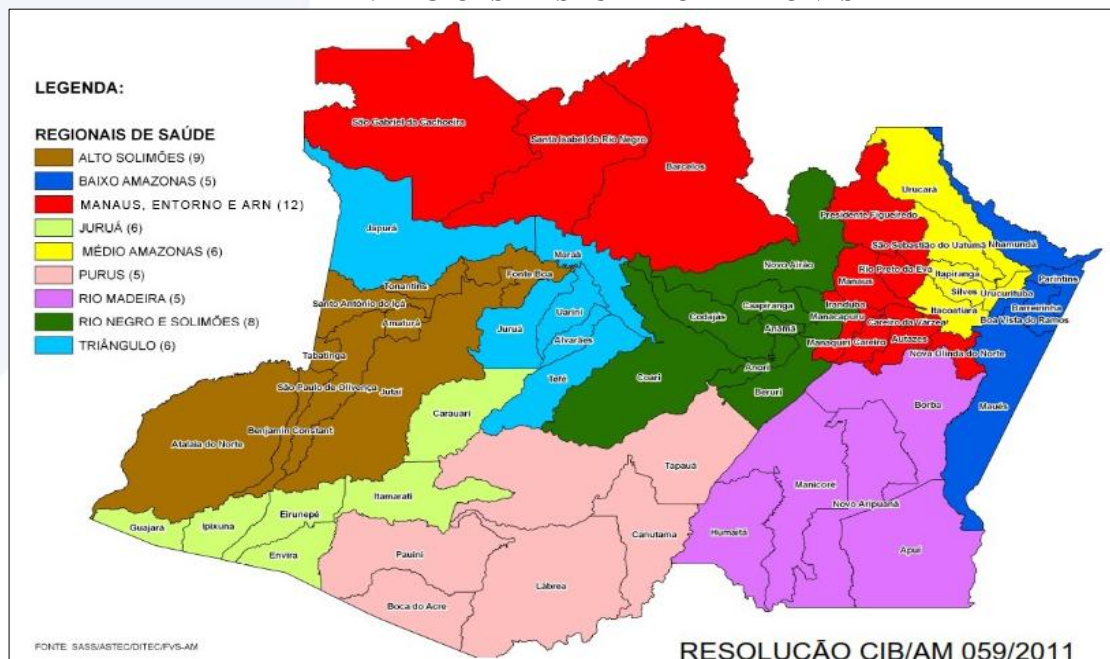 LEGENDA:
REGIONAIS DE SAÚDE
ALTO SOLIMÕES (9)
BAIXO AMAZONAS (5)
MANAUS, ENTORNO E ARN (12)
JURUÁ (6)
MÉDIO AMAZONAS (6)
PURUS (5)
RIO MADEIRA (5)
RIO NEGRO E SOLIMÕES (8)
TRIÂNGULO (6)
São Gabriel da Cachoeira
Santa Isabel do Rio Negro
Barcelos
Japurá
Maraã
Fonte Boa
Tonantins
Santo Antônio do Içá
Amaturá
Tabatinga
São Paulo de Olivença
Jutaí
Benjamin Constant
Atalaia do Norte
Juruá
Uarini
Alvarães
Tefé
Carauari
Itamarati
Eirunepé
Ipixuna
Guajará
Envira
Urucará
Presidente Figueiredo
São Sebastião do Uatumã
Nhamundá
Novo Airão
Rio Preto da Eva
Manaus
Itapiranga
Silves
Urucurituba
Parintins
Barreirinha
Boa Vista do Ramos
Itacoatiara
Iranduba
Caapiranga
Manacapuru
Careiro da Várzea
Codajás
Anamã
Manaquiri
Careiro
Autazes
Nova Olinda do Norte
Anori
Coari
Beruri
Borba
Maués
Tapauá
Manicoré
Novo Aripuanã
Humaitá
Apuí
Canutama
Pauini
Lábrea
Boca do Acre
FONTE: SASS/ASTEC/DITEC/FVS-AM
RESOLUÇÃO CIB/AM 059/2011